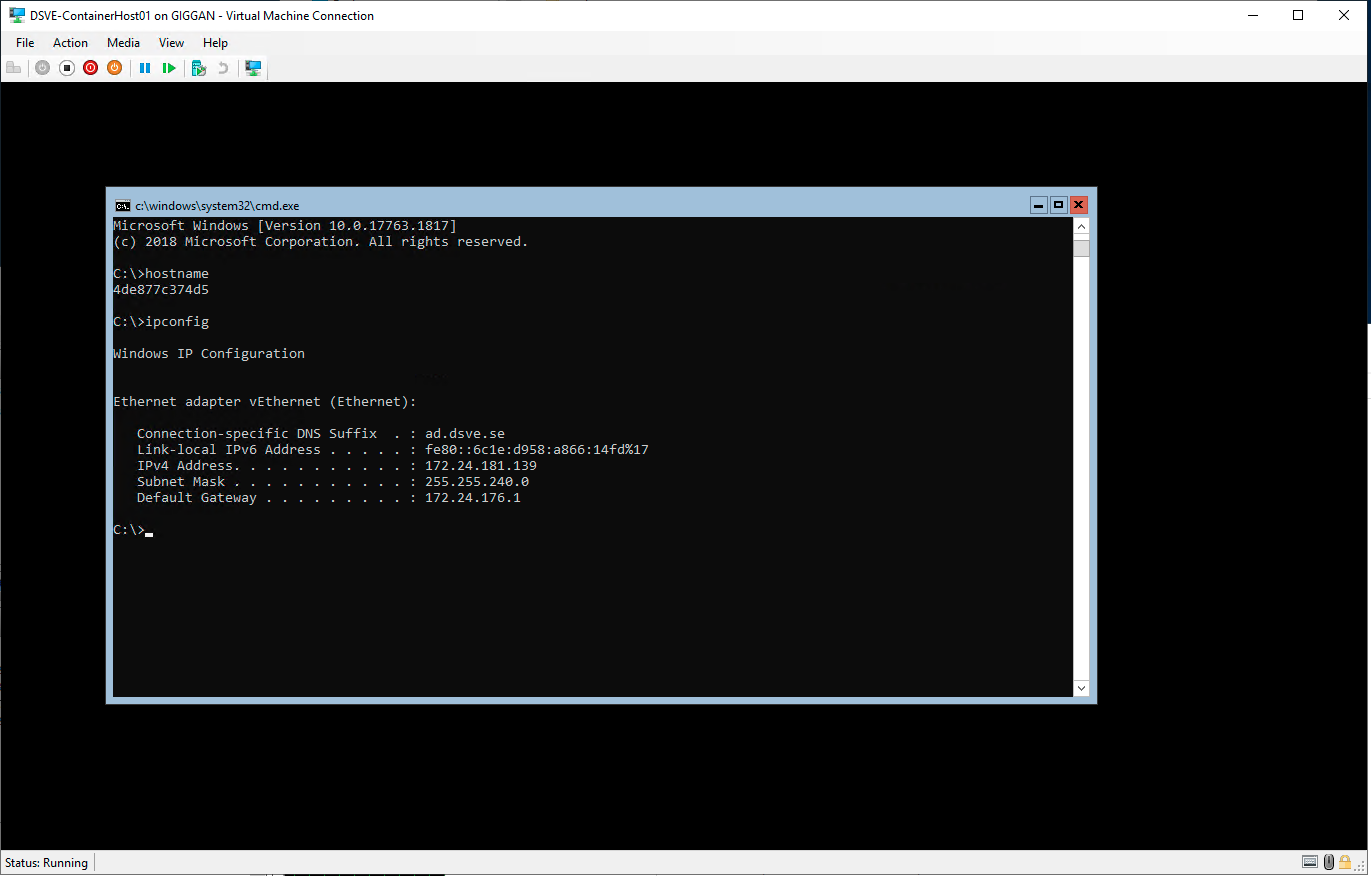 DSVE-ContainerHost01 on GIGGAN - Virtual Machine Connection
File Action Media View Help
c:\windows\system32\cmd.exe
Microsoft Windows [Version 10.0.17763.1817]
(c) 2018 Microsoft Corporation. All rights reserved.
C:\>hostname
4de877c374d5
C:\>ipconfig
Windows IP Configuration
Ethernet adapter vEthernet (Ethernet):
Connection-specific DNS Suffix  . : ad.dsve.se
Link-local IPv6 Address . . . . . : fe80::6c1e:d958:a866:14fd%17
IPv4 Address. . . . . . . . . . . : 172.24.181.139
Subnet Mask . . . . . . . . . . . : 255.255.240.0
Default Gateway . . . . . . . . . : 172.24.176.1
C:\>
Status: Running